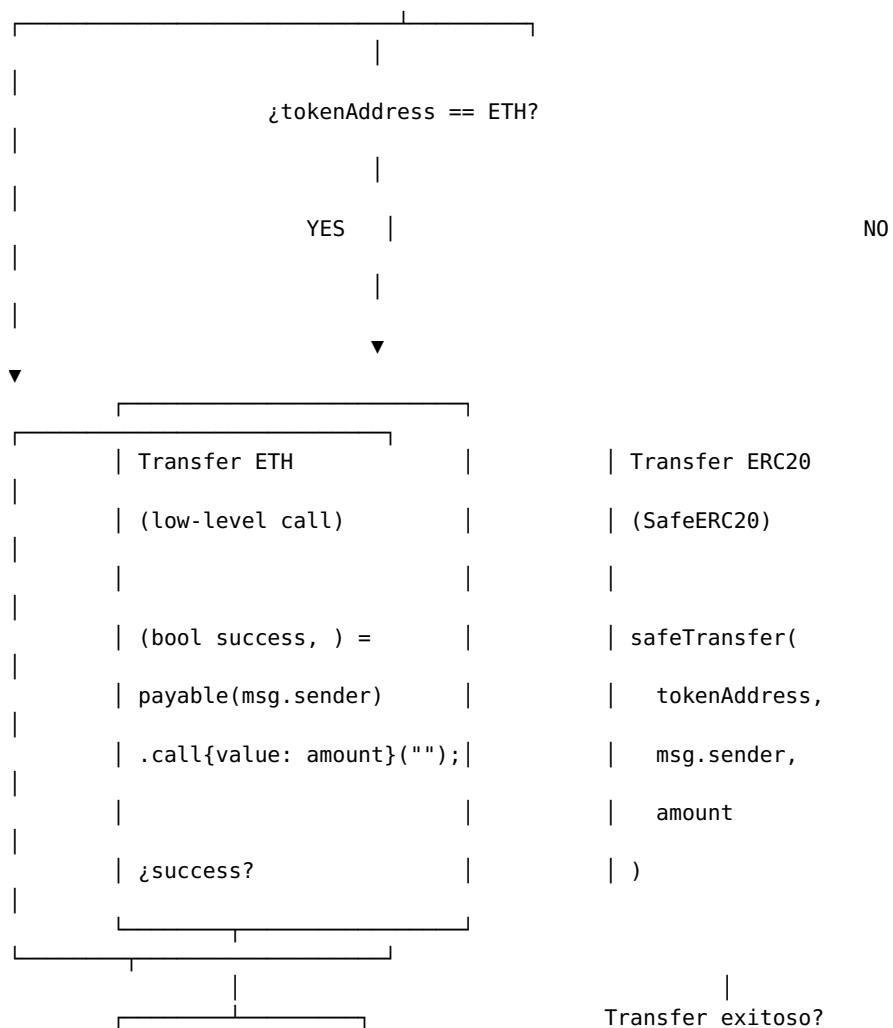 ¿tokenAddress == ETH?
YES NO
Transfer ETH Transfer ERC20
(low-level call) (SafeERC20)
(bool success, ) = safeTransfer(
payable(msg.sender) tokenAddress,
.call{value: amount}(""); msg.sender,
amount
¿success? )
Transfer exitoso?